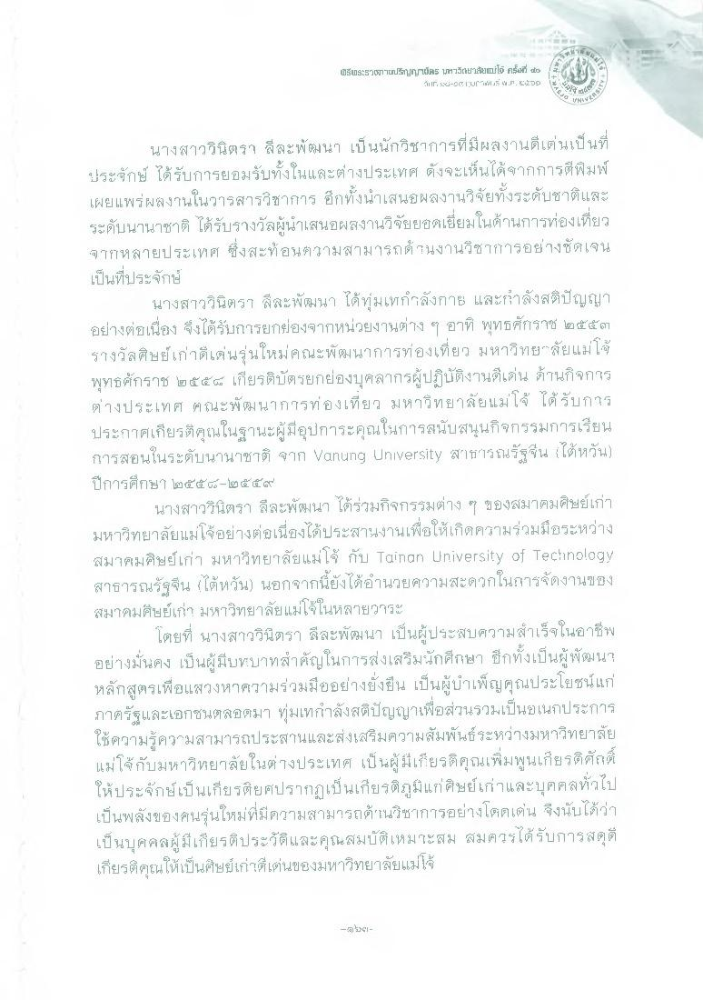 พิธีพระราชทานปริญญาบัตร มหาวิทยาลัยแม่โจ้ ครั้งที่ ๔๐
กุมภาพันธ์ พ.ศ. ๒๕๖๑
มหาวิทยาลัยแม่โจ้
MAEJO UNIVERSITY
นางสาววินิตรา ลีละพัฒนา เป็นนักวิชาการที่มีผลงานดีเด่นเป็นที่
ประจักษ์ ได้รับการยอมรับทั้งในและต่างประเทศ ดังจะเห็นได้จากการตีพิมพ์
เผยแพร่ผลงานในวารสารวิชาการ อีกทั้งนำเสนอผลงานวิจัยทั้งระดับชาติและ
ระดับนานาชาติ ได้รับรางวัลผู้นำเสนอผลงานวิจัยยอดเยี่ยมในด้านการท่องเที่ยว
จากหลายประเทศ ซึ่งสะท้อนความสามารถด้านงานวิชาการอย่างชัดเจน
เป็นที่ประจักษ์
นางสาววินิตรา ลีละพัฒนา ได้ทุ่มเทกำลังกาย และกำลังสติปัญญา
อย่างต่อเนื่อง จึงได้รับการยกย่องจากหน่วยงานต่าง ๆ อาทิ พุทธศักราช ๒๕๕๓
รางวัลศิษย์เก่าดีเด่นรุ่นใหม่คณะพัฒนาการท่องเที่ยว มหาวิทยาลัยแม่โจ้
พุทธศักราช ๒๕๕๘ เกียรติบัตรยกย่องบุคลากรผู้ปฏิบัติงานดีเด่น ด้านกิจการ
ต่างประเทศ คณะพัฒนาการท่องเที่ยว มหาวิทยาลัยแม่โจ้ ได้รับการ
ประกาศเกียรติคุณในฐานะผู้มีอุปการะคุณในการสนับสนุนกิจกรรมการเรียน
การสอนในระดับนานาชาติ จาก Vanung University สาธารณรัฐจีน (ไต้หวัน)
ปีการศึกษา ๒๕๕๘-๒๕๕๙
นางสาววินิตรา ลีละพัฒนา ได้ร่วมกิจกรรมต่าง ๆ ของสมาคมศิษย์เก่า
มหาวิทยาลัยแม่โจ้อย่างต่อเนื่องได้ประสานงานเพื่อให้เกิดความร่วมมือระหว่าง
สมาคมศิษย์เก่า มหาวิทยาลัยแม่โจ้ กับ Tainan University of Technology
สาธารณรัฐจีน (ไต้หวัน) นอกจากนี้ยังได้อำนวยความสะดวกในการจัดงานของ
สมาคมศิษย์เก่า มหาวิทยาลัยแม่โจ้ในหลายวาระ
โดยที่ นางสาววินิตรา ลีละพัฒนา เป็นผู้ประสบความสำเร็จในอาชีพ
อย่างมั่นคง เป็นผู้มีบทบาทสำคัญในการส่งเสริมนักศึกษา อีกทั้งเป็นผู้พัฒนา
หลักสูตรเพื่อแสวงหาความร่วมมืออย่างยั่งยืน เป็นผู้บำเพ็ญคุณประโยชน์แก่
ภาครัฐและเอกชนตลอดมา ทุ่มเทกำลังสติปัญญาเพื่อส่วนรวมเป็นอเนกประการ
ใช้ความรู้ความสามารถประสานและส่งเสริมความสัมพันธ์ระหว่างมหาวิทยาลัย
แม่โจ้กับมหาวิทยาลัยในต่างประเทศ เป็นผู้มีเกียรติคุณเพิ่มพูนเกียรติศักดิ์
ให้ประจักษ์เป็นเกียรติยศปรากฏเป็นเกียรติภูมิแก่ศิษย์เก่าและบุคคลทั่วไป
เป็นพลังของคนรุ่นใหม่ที่มีความสามารถด้านวิชาการอย่างโดดเด่น จึงนับได้ว่า
เป็นบุคคลผู้มีเกียรติประวัติและคุณสมบัติเหมาะสม สมควรได้รับการสดุดี
เกียรติคุณให้เป็นศิษย์เก่าดีเด่นของมหาวิทยาลัยแม่โจ้
-๑๖๓-